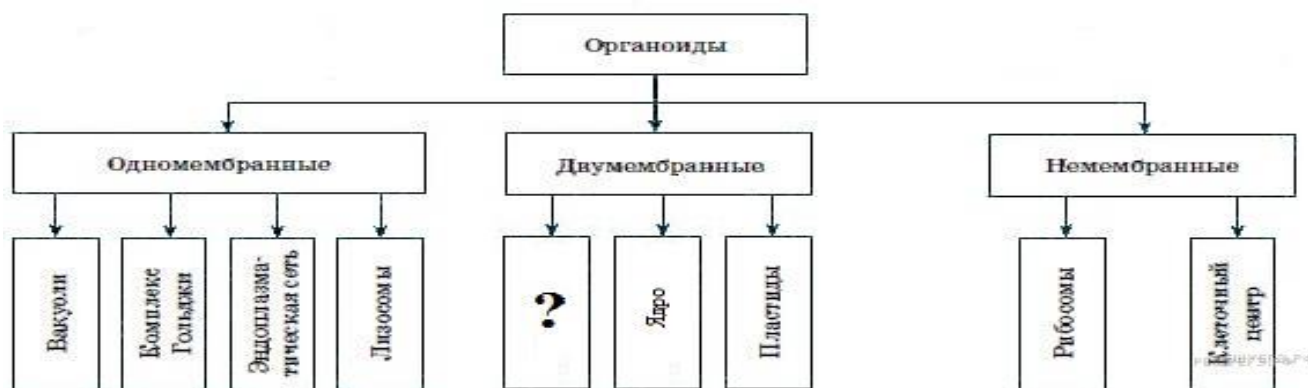 Органоиды
Одномембранные
Двумембранные
Немембранные
Вакуоли
Комплекс
Гольджи
Эндоплазма-
тическая сеть
Лизосомы
?
Ядро
Пластиды
Рибосомы
Клеточный
центр